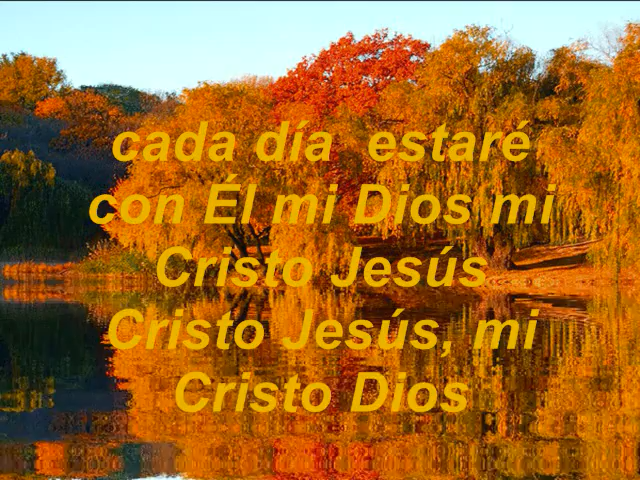 cada día estaré
con Él mi Dios mi
Cristo Jesús
Cristo Jesús, mi
Cristo Dios